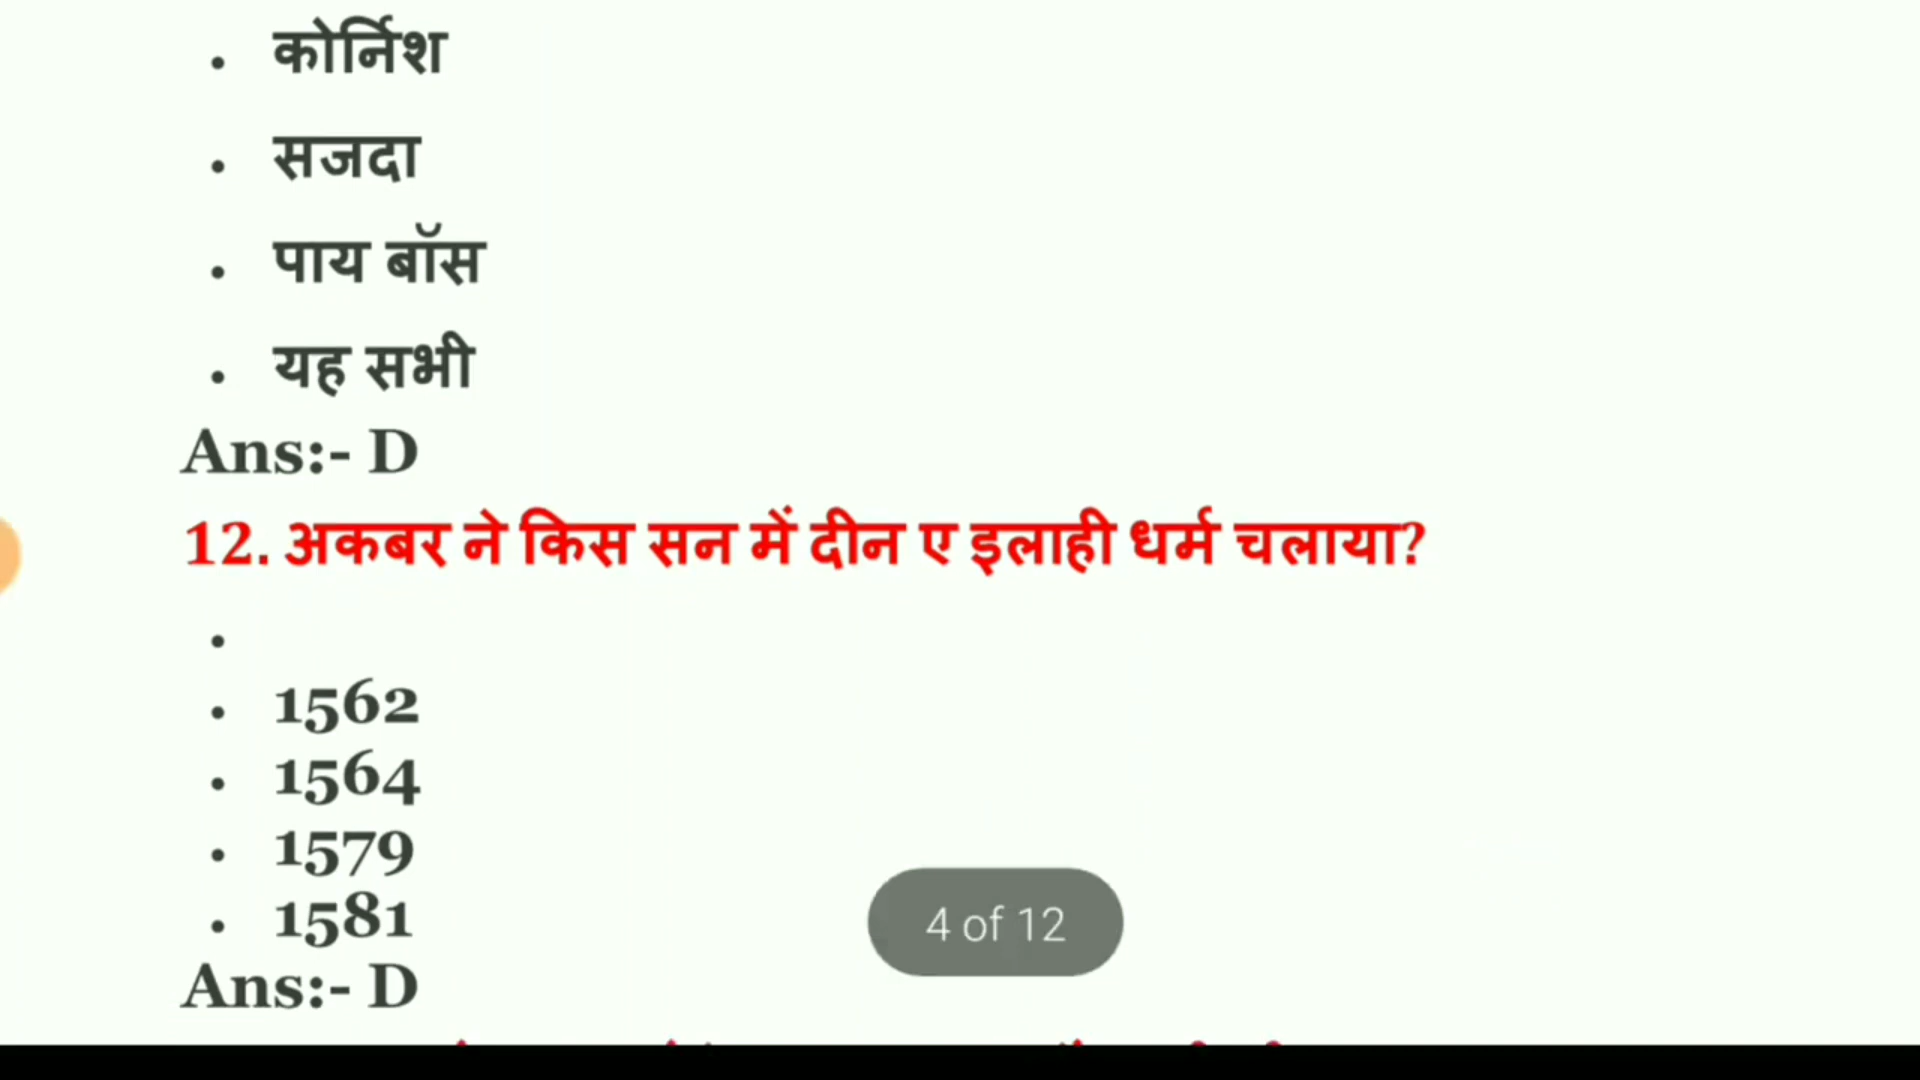 • कोर्निश
• सजदा
• पाय बॉस
• यह सभी
Ans:- D
12. अकबर ने किस सन में दीन ए इलाही धर्म चलाया?
•
• 1562
• 1564
• 1579
• 1581
4 of 12
Ans:- D